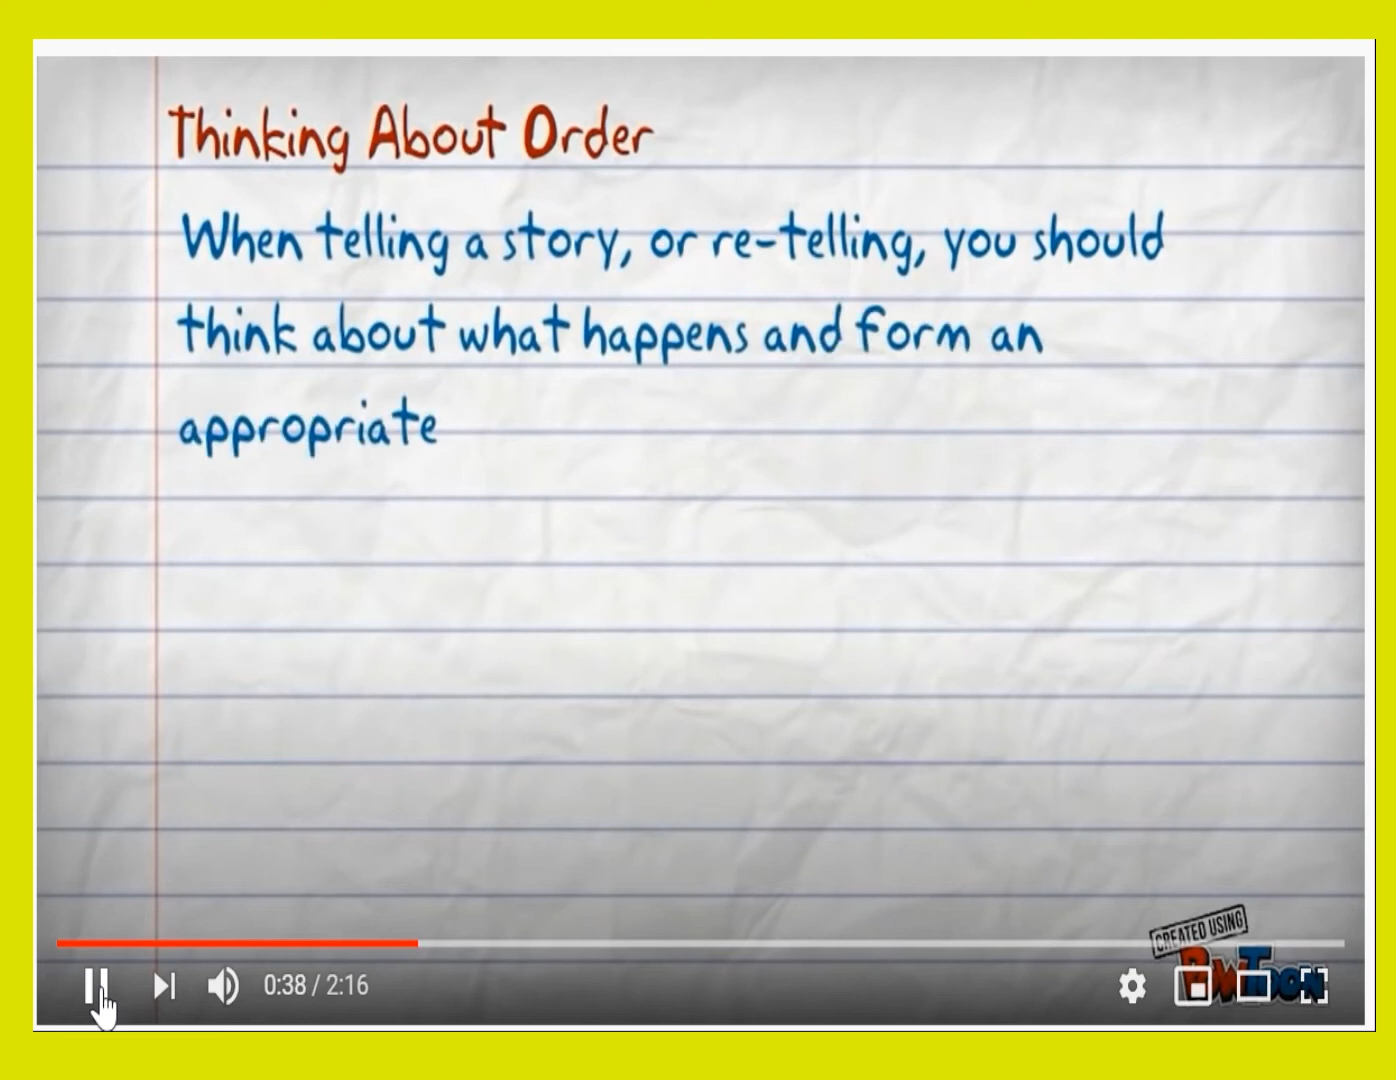 Thinking About Order
When telling a story, or re-telling, you should
think about what happens and form an
appropriate
CREATED USING
POWTOON
0:38 / 2:16